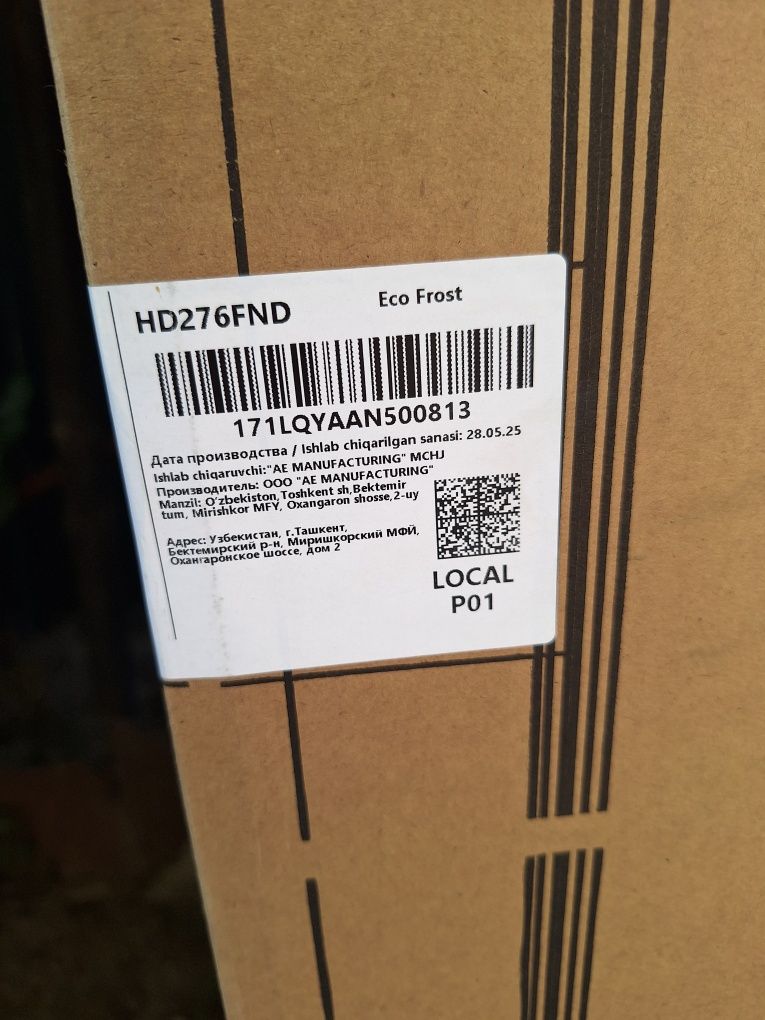 HD276FND
Eco Frost
171LQYAAN500813
Дата производства / Ishlab chiqarilgan sanasi: 28.05.25
Ishlab chiqaruvchi:"AE MANUFACTURING" MCHJ
Производитель: ООО "AE MANUFACTURING"
Manzil: O'zbekiston,Toshkent sh,Bektemir
tum, Mirishkor MFY, Oxangaron shosse,2-uy
Адрес: Узбекистан, г.Ташкент,
Бектемирский р-н, Миришкорский МФЙ,
Охангаронское шоссе, дом 2
LOCAL
P01